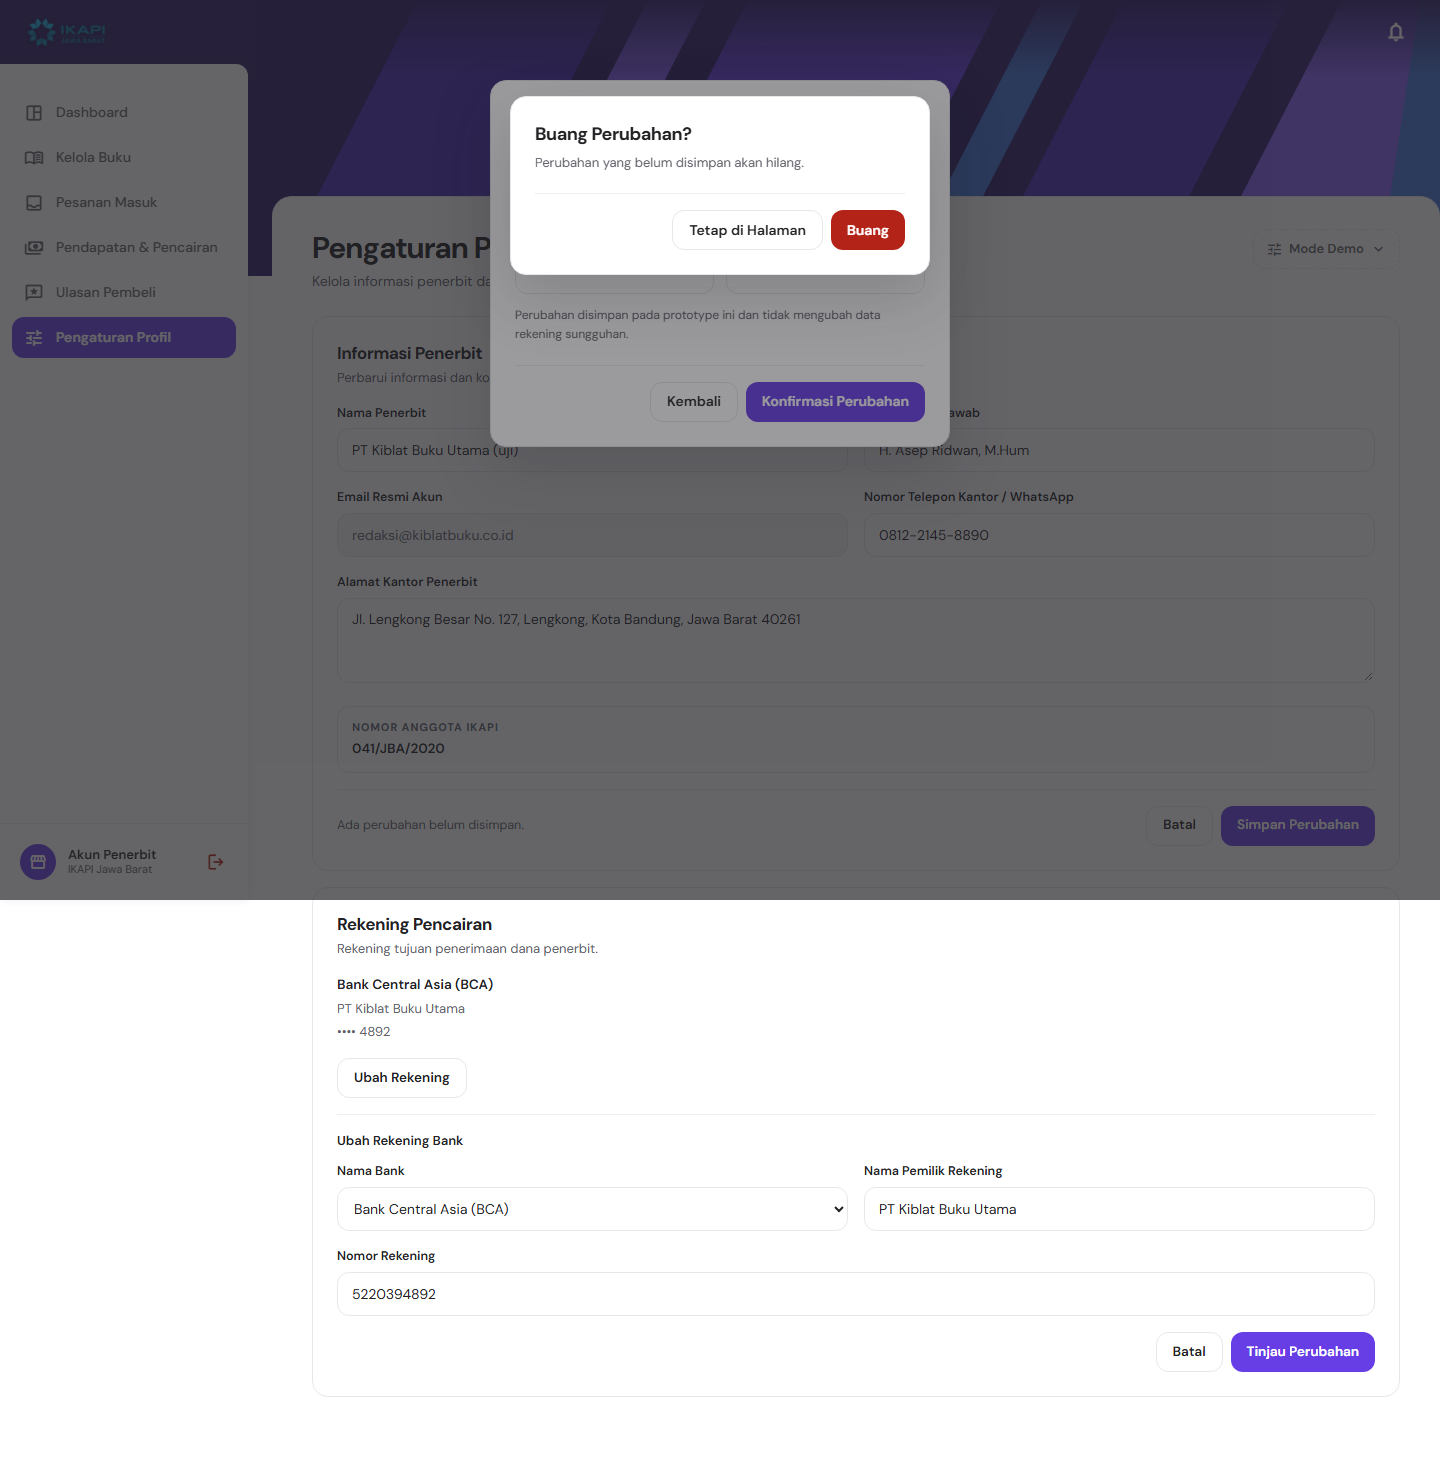 IKAPI
JAWA BARAT
Dashboard
Kelola Buku
Pesanan Masuk
Pendapatan & Pencairan
Ulasan Pembeli
Pengaturan Profil
Akun Penerbit
IKAPI Jawa Barat
Buang Perubahan?
Perubahan yang belum disimpan akan hilang.
Tetap di Halaman
Buang
Perubahan disimpan pada prototype ini dan tidak mengubah data
rekening sungguhan.
Kembali
Konfirmasi Perubahan
Pengaturan P
Kelola informasi penerbit da
Mode Demo
Informasi Penerbit
Perbarui informasi dan ko
Nama Penerbit
awab
PT Kiblat Buku Utama (uji)
H. Asep Ridwan, M.Hum
Email Resmi Akun
Nomor Telepon Kantor / WhatsApp
redaksi@kiblatbuku.co.id
0812-2145-8890
Alamat Kantor Penerbit
Jl. Lengkong Besar No. 127, Lengkong, Kota Bandung, Jawa Barat 40261
NOMOR ANGGOTA IKAPI
041/JBA/2020
Ada perubahan belum disimpan.
Batal
Simpan Perubahan
Rekening Pencairan
Rekening tujuan penerimaan dana penerbit.
Bank Central Asia (BCA)
PT Kiblat Buku Utama
•••• 4892
Ubah Rekening
Ubah Rekening Bank
Nama Bank
Nama Pemilik Rekening
Bank Central Asia (BCA)
PT Kiblat Buku Utama
Nomor Rekening
5220394892
Batal
Tinjau Perubahan